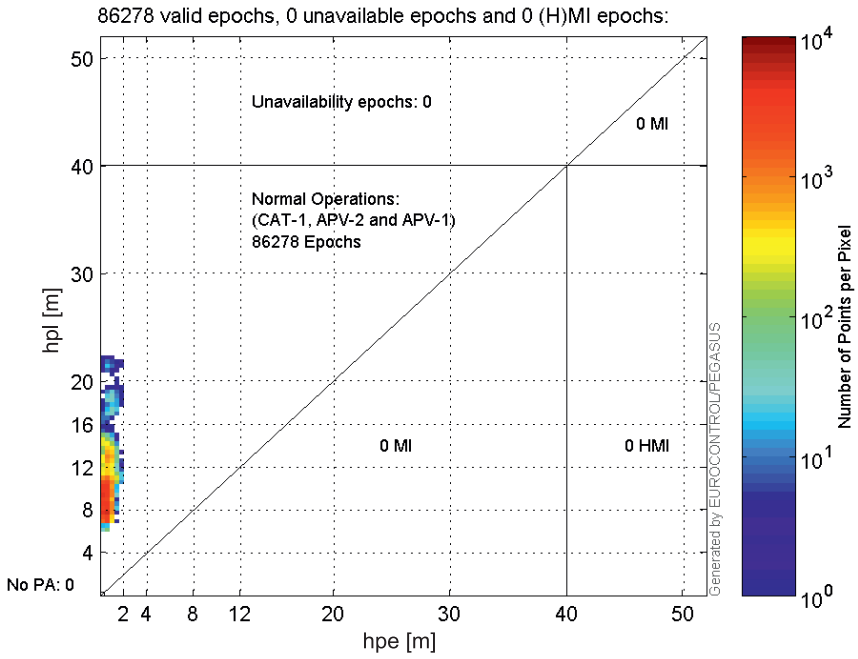 86278 valid epochs, 0 unavailable epochs and 0 (H)MI epochs:
50
40
30
20
16
12
8
4
hpl [m]
Unavailability epochs: 0
0 MI
Normal Operations:
(CAT-1, APV-2 and APV-1)
86278 Epochs
0 MI
0 HMI
No PA: 0
2 4 8 12 20 30 40 50
hpe [m]
Generated by EUROCONTROL/PEGASUS
10^4
10^3
10^2
10^1
10^0
Number of Points per Pixel